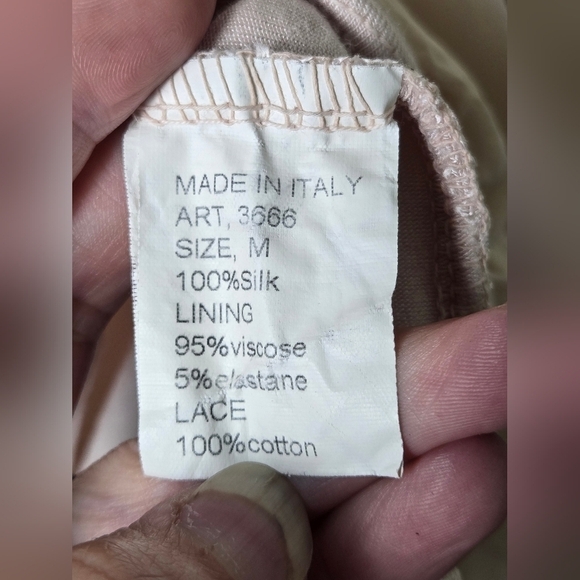 MADE IN ITALY
ART, 3666
SIZE, M
100%Silk
LINING
95%viscose
5%elastane
LACE
100%cotton